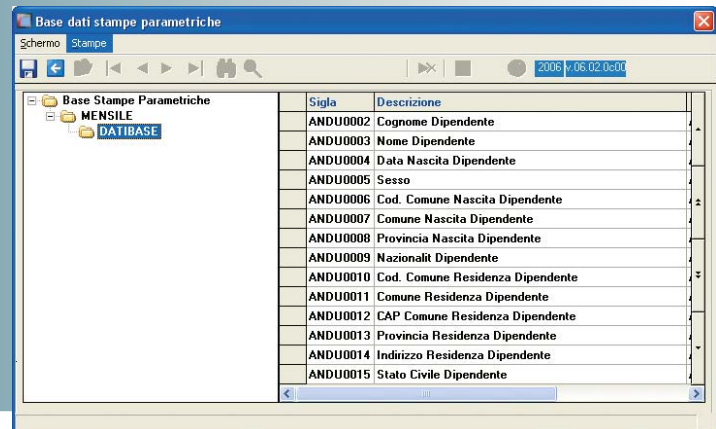 Base dati stampe parametriche
Schermo Stampe
2006 v.06.02.0c00
Base Stampe Parametriche
MENSILE
DATIBASE
Sigla Descrizione
ANDU0002 Cognome Dipendente
ANDU0003 Nome Dipendente
ANDU0004 Data Nascita Dipendente
ANDU0005 Sesso
ANDU0006 Cod. Comune Nascita Dipendente
ANDU0007 Comune Nascita Dipendente
ANDU0008 Provincia Nascita Dipendente
ANDU0009 Nazionalit Dipendente
ANDU0010 Cod. Comune Residenza Dipendente
ANDU0011 Comune Residenza Dipendente
ANDU0012 CAP Comune Residenza Dipendente
ANDU0013 Provincia Residenza Dipendente
ANDU0014 Indirizzo Residenza Dipendente
ANDU0015 Stato Civile Dipendente